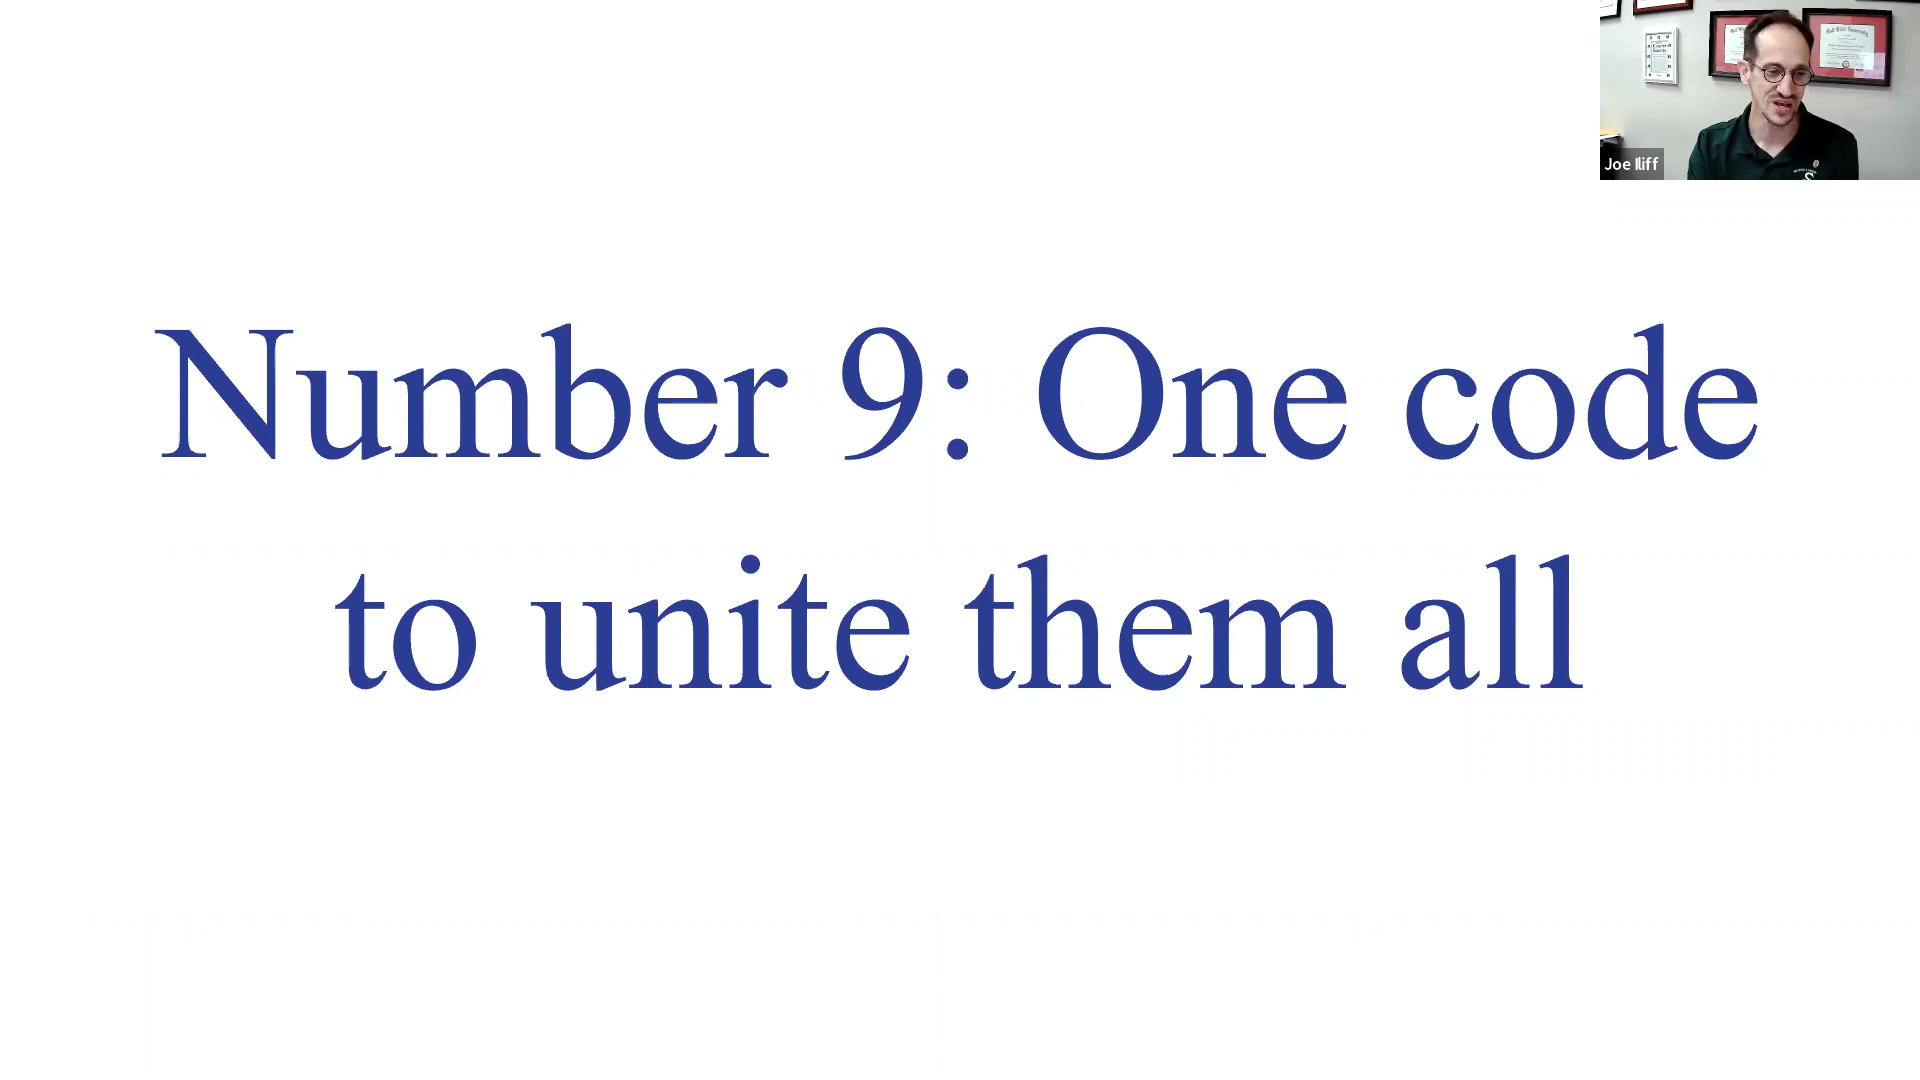 Joe Iliff
Number 9: One code
to unite them all